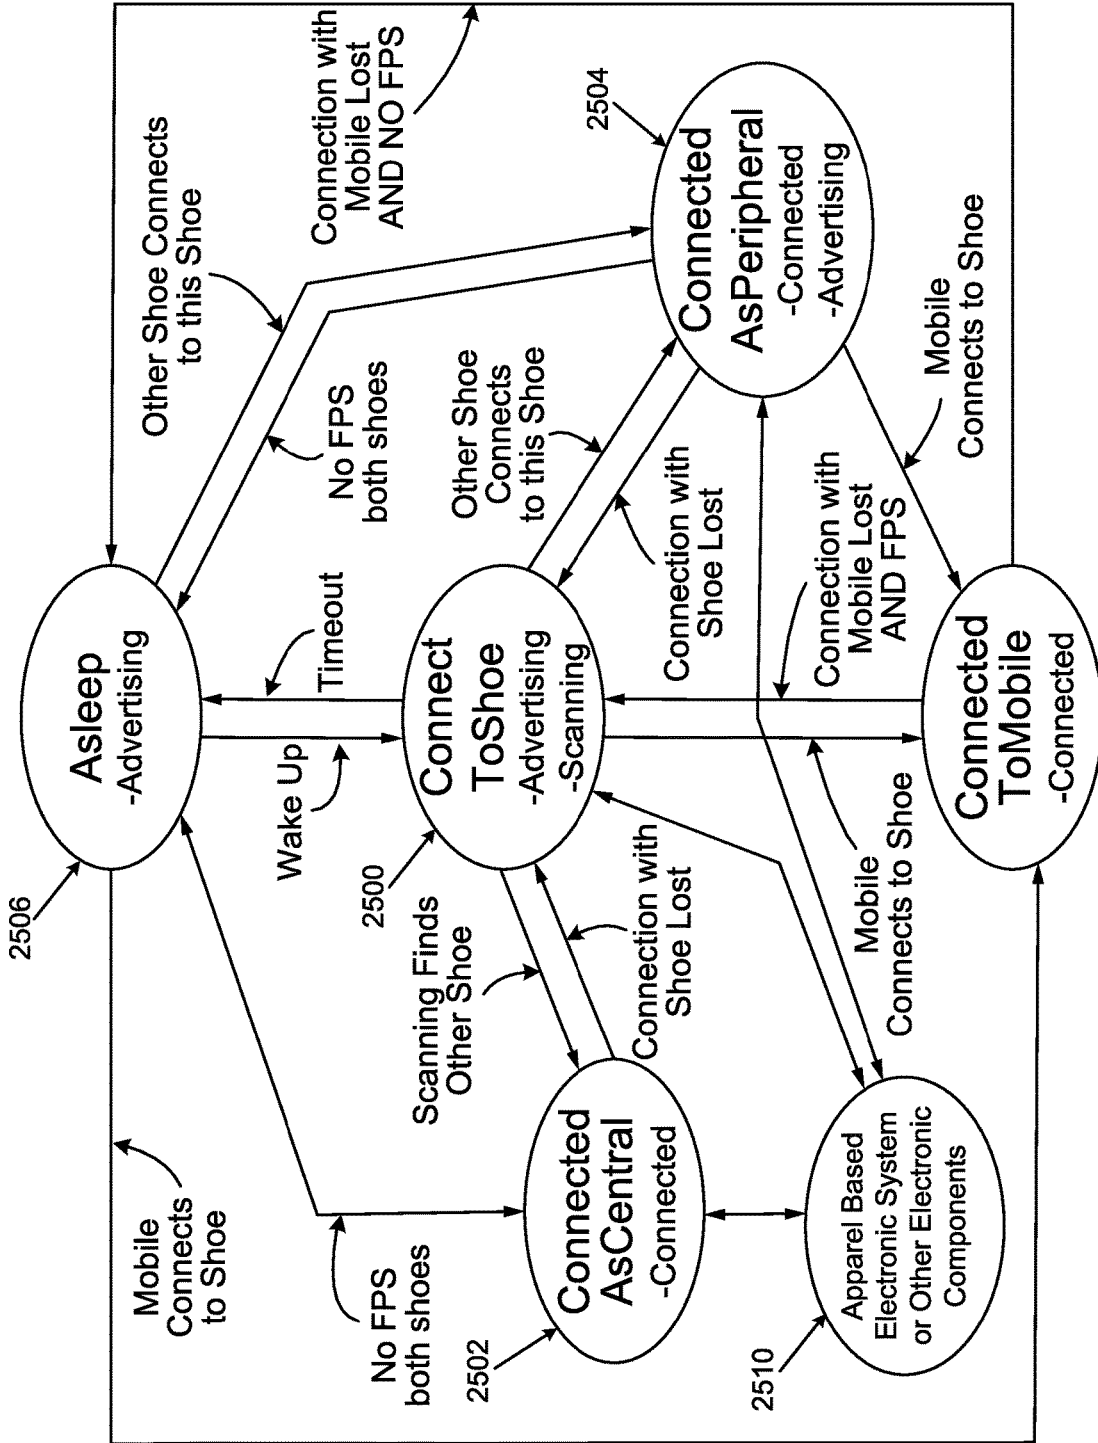 Mobile
Connects
to Shoe
2506
Asleep
-Advertising
Other Shoe Connects
to this Shoe
Connection with
Mobile Lost
AND NO FPS
No FPS
both shoes
Wake Up
Timeout
No FPS
both shoes
2504
Connected
AsPeripheral
-Connected
-Advertising
Scanning Finds
Other Shoe
2500
Connect
ToShoe
-Advertising
-Scanning
Other Shoe
Connects
to this Shoe
2502
Connected
AsCentral
-Connected
Connection with
Shoe Lost
Connection with
Shoe Lost
2510
Apparel Based
Electronic System
or Other Electronic
Components
Mobile
Connects to Shoe
Connection with
Mobile Lost
AND FPS
Mobile
Connects to Shoe
Connected
ToMobile
-Connected